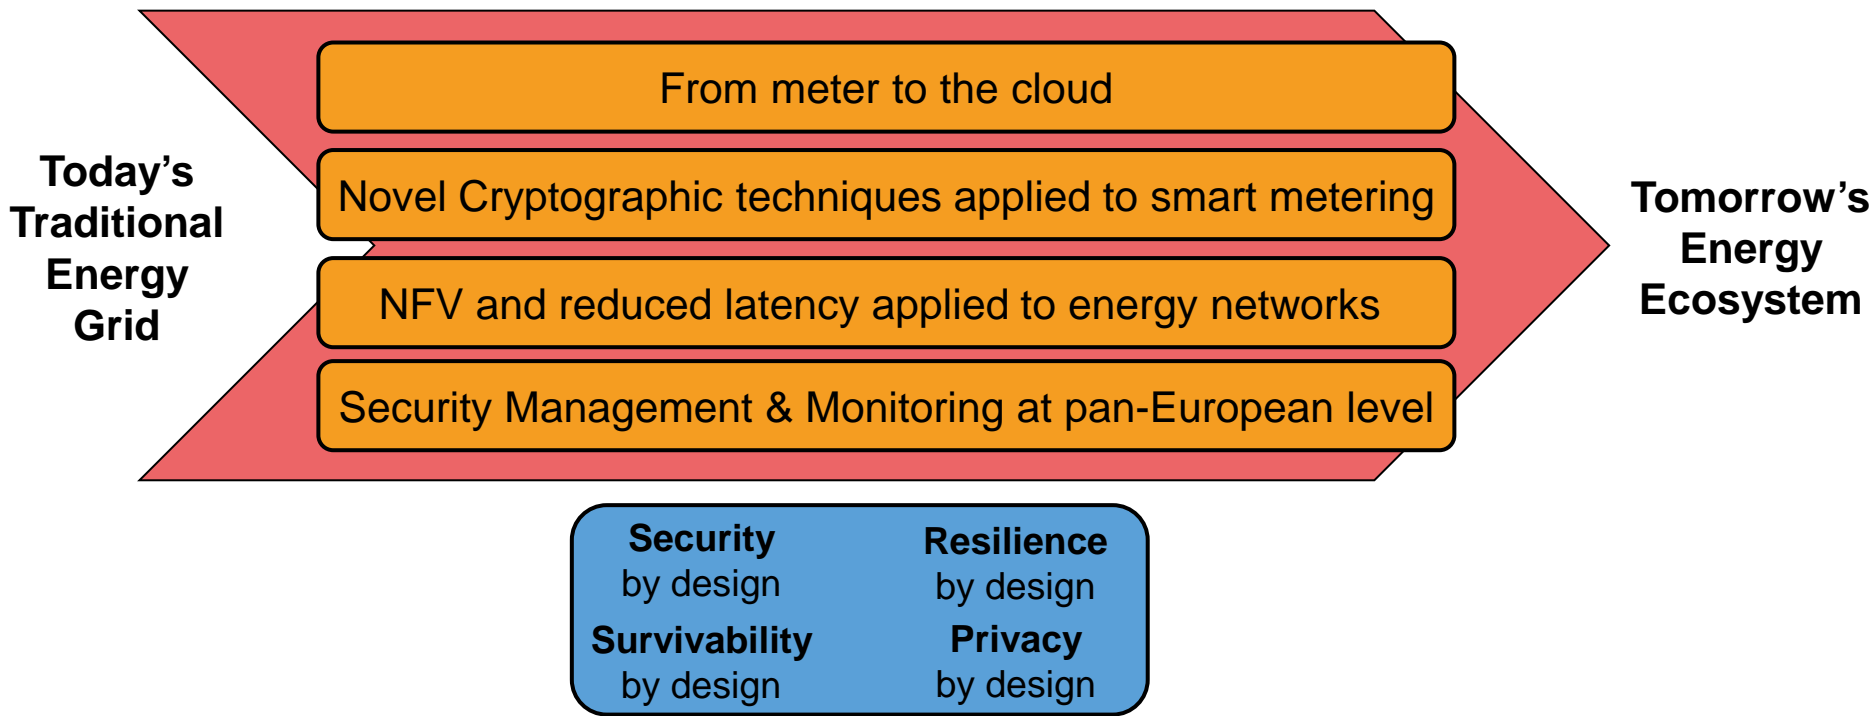 Today’s
Traditional
Energy
Grid
From meter to the cloud
Novel Cryptographic techniques applied to smart metering
NFV and reduced latency applied to energy networks
Security Management & Monitoring at pan-European level
Tomorrow’s
Energy
Ecosystem
Security
by design
Resilience
by design
Survivability
by design
Privacy
by design